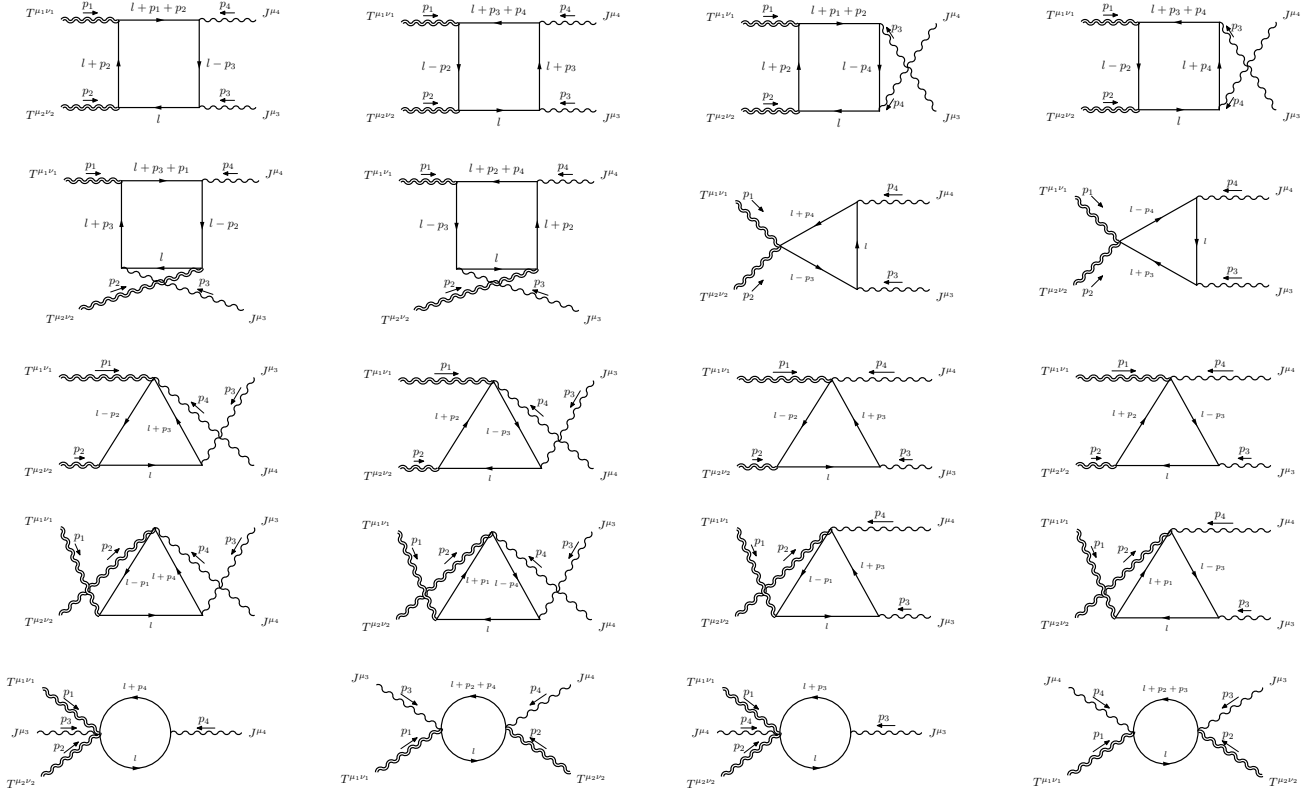 T^{μ1ν1} p1 l + p1 + p2 p4 J^{μ4}
l + p2 l − p3
T^{μ2ν2} p2 l p3 J^{μ3}
T^{μ1ν1} p1 l + p3 + p4 p4 J^{μ4}
l − p2 l + p3
T^{μ2ν2} p2 l p3 J^{μ3}
T^{μ1ν1} p1 l + p1 + p2 p3 J^{μ4}
l + p2 l − p4
T^{μ2ν2} p2 l p4 J^{μ3}
T^{μ1ν1} p1 l + p3 + p4 p3 J^{μ4}
l − p2 l + p4
T^{μ2ν2} p2 l p4 J^{μ3}
T^{μ1ν1} p1 l + p3 + p1 p4 J^{μ4}
l + p3 l − p2
l
p2 p3
T^{μ2ν2} J^{μ3}
T^{μ1ν1} p1 l + p2 + p4 p4 J^{μ4}
l − p3 l + p2
l
p2 p3
T^{μ2ν2} J^{μ3}
T^{μ1ν1} p1 p4 J^{μ4}
l + p4
l
l − p3
T^{μ2ν2} p2 p3 J^{μ3}
T^{μ1ν1} p1 p4 J^{μ4}
l − p4
l
l + p3
T^{μ2ν2} p2 p3 J^{μ3}
T^{μ1ν1} p1 J^{μ3}
p3
p4
l − p2
l + p3
T^{μ2ν2} p2 l J^{μ4}
T^{μ1ν1} p1 J^{μ3}
p3
p4
l + p2
l − p3
T^{μ2ν2} p2 l J^{μ4}
T^{μ1ν1} p1 p4 J^{μ4}
l − p2 l + p3
T^{μ2ν2} p2 l p3 J^{μ3}
T^{μ1ν1} p1 p4 J^{μ4}
l + p2 l − p3
T^{μ2ν2} p2 l p3 J^{μ3}
T^{μ1ν1} J^{μ3}
p1 p2 p4 p3
l − p1 l + p4
T^{μ2ν2} l J^{μ4}
T^{μ1ν1} J^{μ3}
p1 p2 p4 p3
l + p1 l − p4
T^{μ2ν2} l J^{μ4}
T^{μ1ν1} p4 J^{μ4}
p1 p2
l − p1 l + p3
T^{μ2ν2} l p3 J^{μ3}
T^{μ1ν1} p4 J^{μ4}
p1 p2
l + p1 l − p3
T^{μ2ν2} l p3 J^{μ3}
T^{μ1ν1} p1 l + p4
J^{μ3} p3 p4 J^{μ4}
p2 l
T^{μ2ν2}
J^{μ3} p3 l + p2 + p4 p4 J^{μ4}
p1 l p2
T^{μ1ν1} T^{μ2ν2}
T^{μ1ν1} p1 l + p3
J^{μ4} p4 p3 J^{μ3}
p2 l
T^{μ2ν2}
J^{μ4} p4 l + p2 + p3 p3 J^{μ3}
p1 l p2
T^{μ1ν1} T^{μ2ν2}